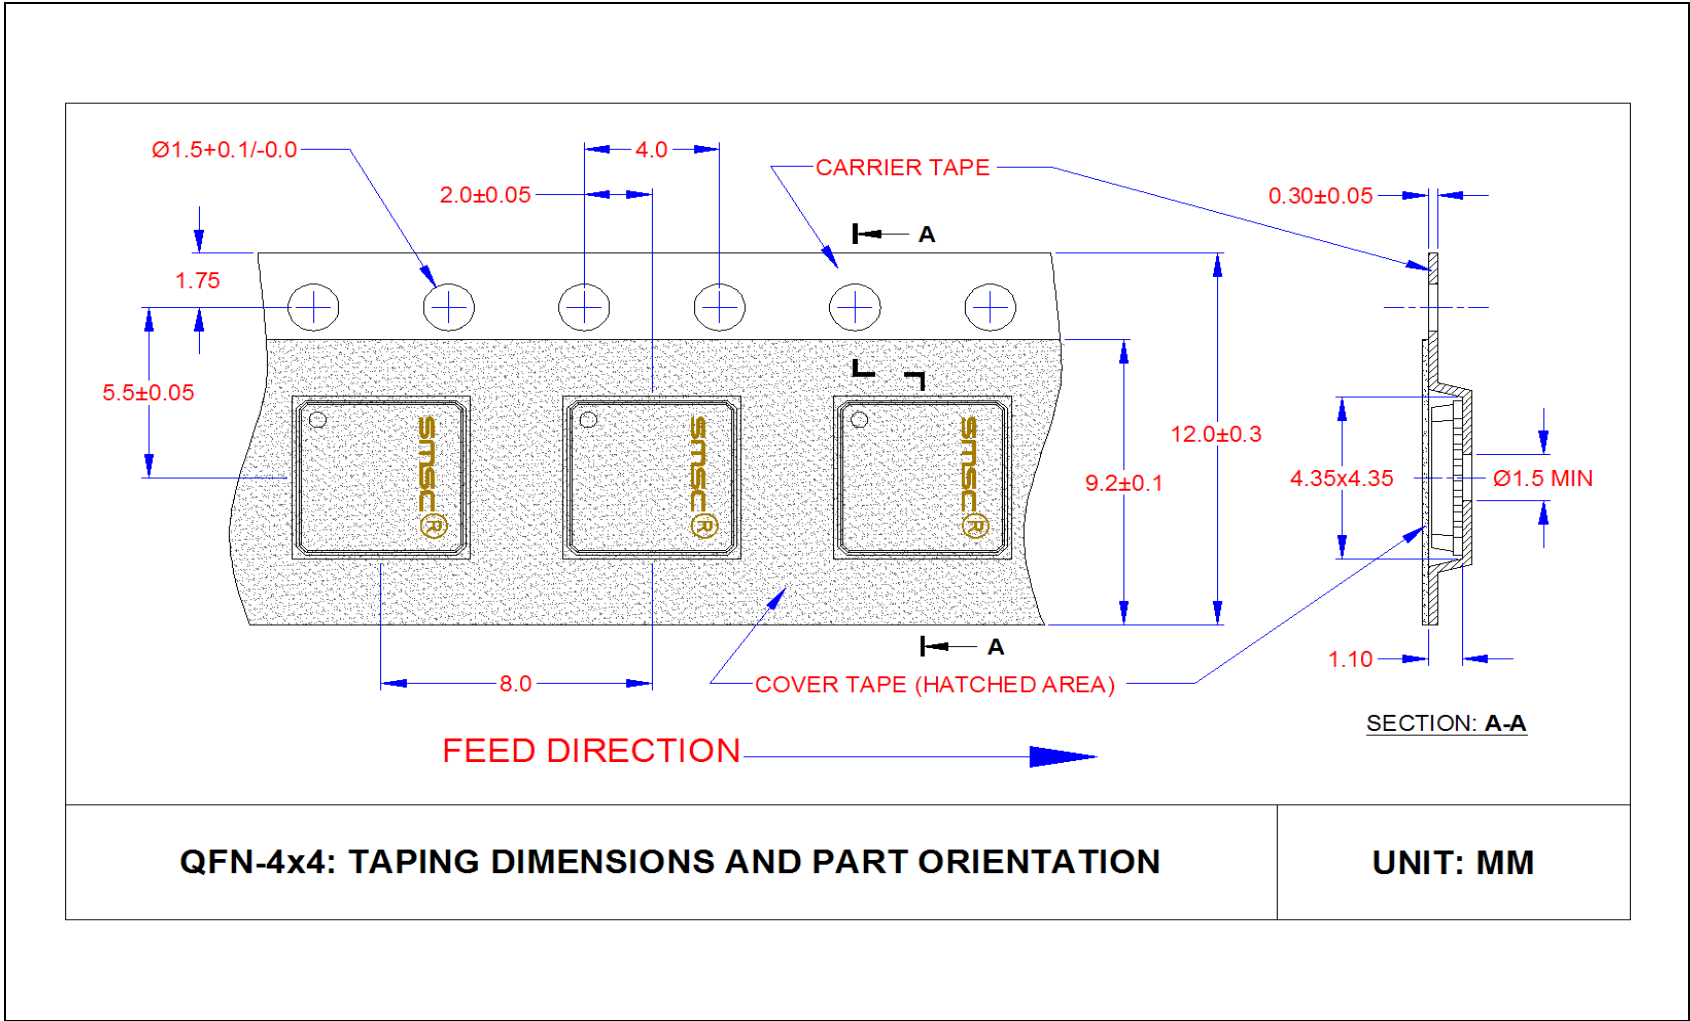 Ø1.5+0.1/-0.0
4.0
CARRIER TAPE
2.0±0.05
0.30±0.05
A
1.75
5.5±0.05
smsc®
smsc®
smsc®
12.0±0.3
9.2±0.1
4.35x4.35
Ø1.5 MIN
A
1.10
8.0
COVER TAPE (HATCHED AREA)
SECTION: A-A
FEED DIRECTION
QFN-4x4: TAPING DIMENSIONS AND PART ORIENTATION
UNIT: MM